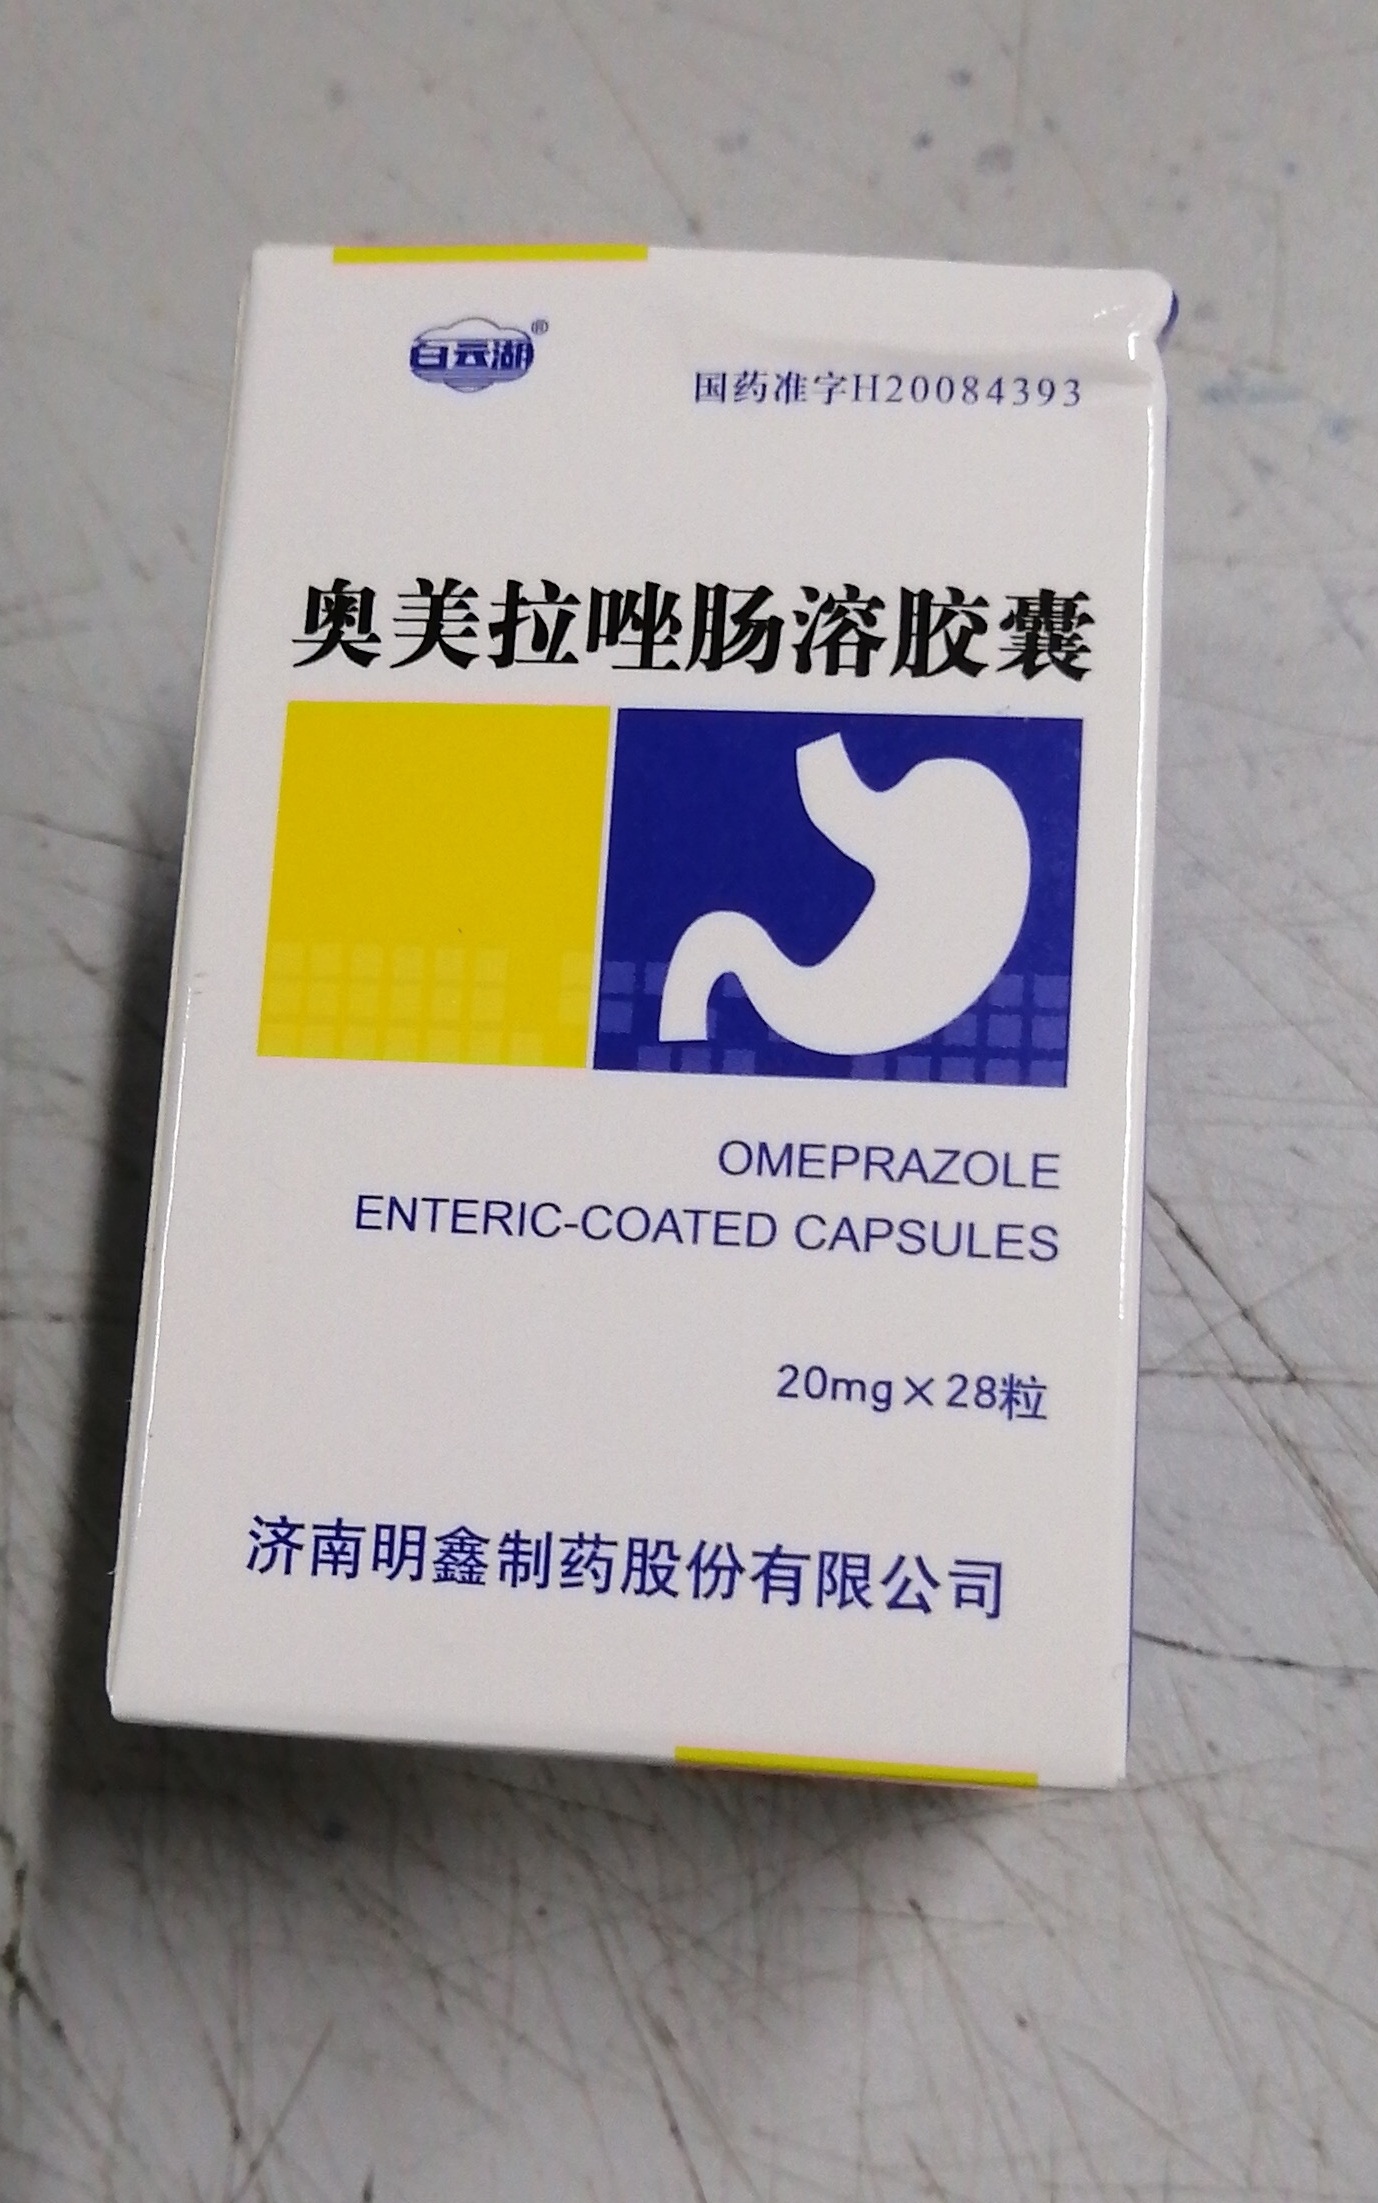 白云湖®
国药准字H20084393
奥美拉唑肠溶胶囊
OMEPRAZOLE
ENTERIC-COATED CAPSULES
20mg×28粒
济南明鑫制药股份有限公司